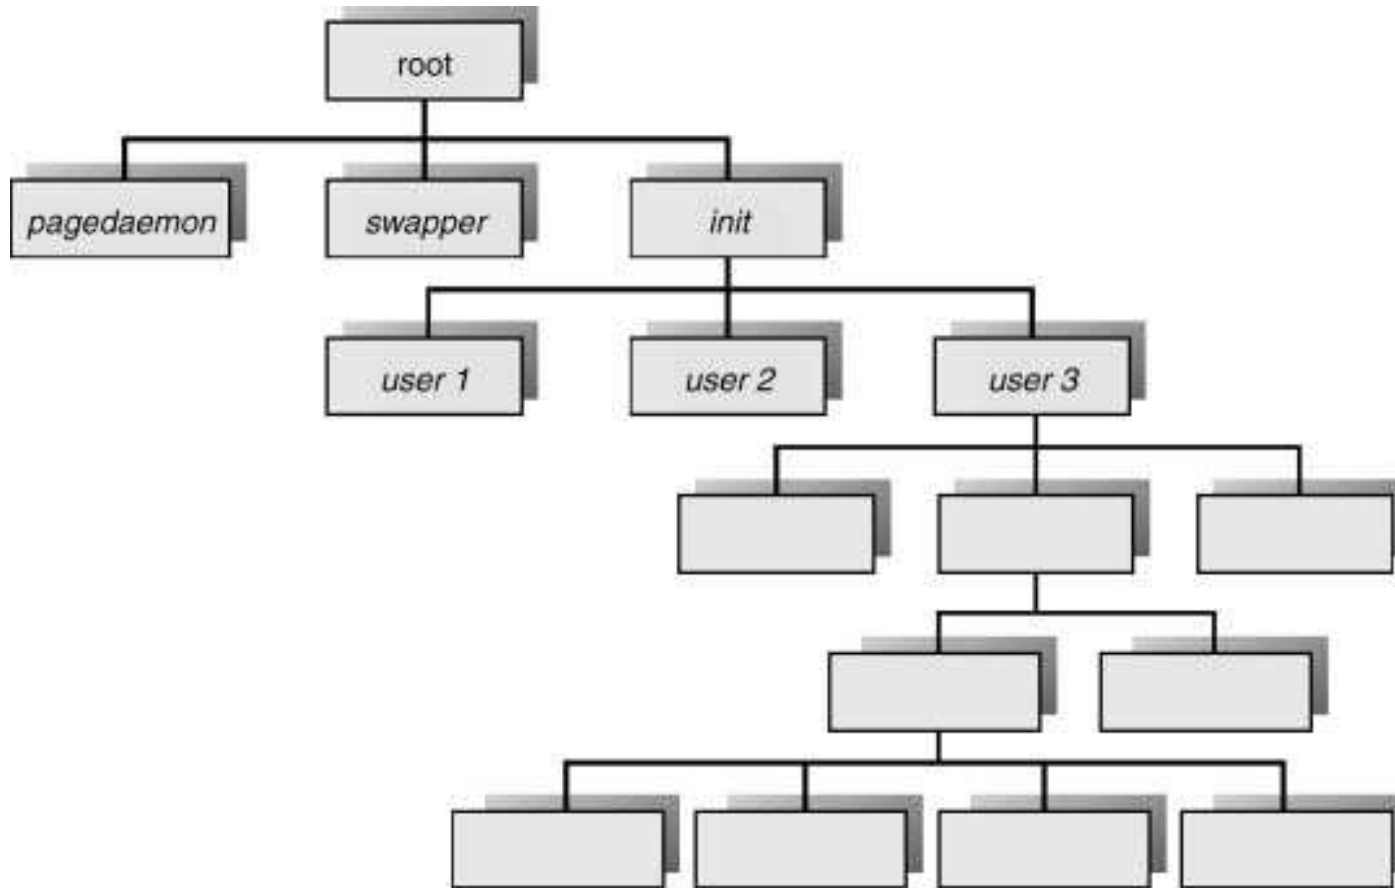 root
pagedaemon
swapper
init
user 1
user 2
user 3